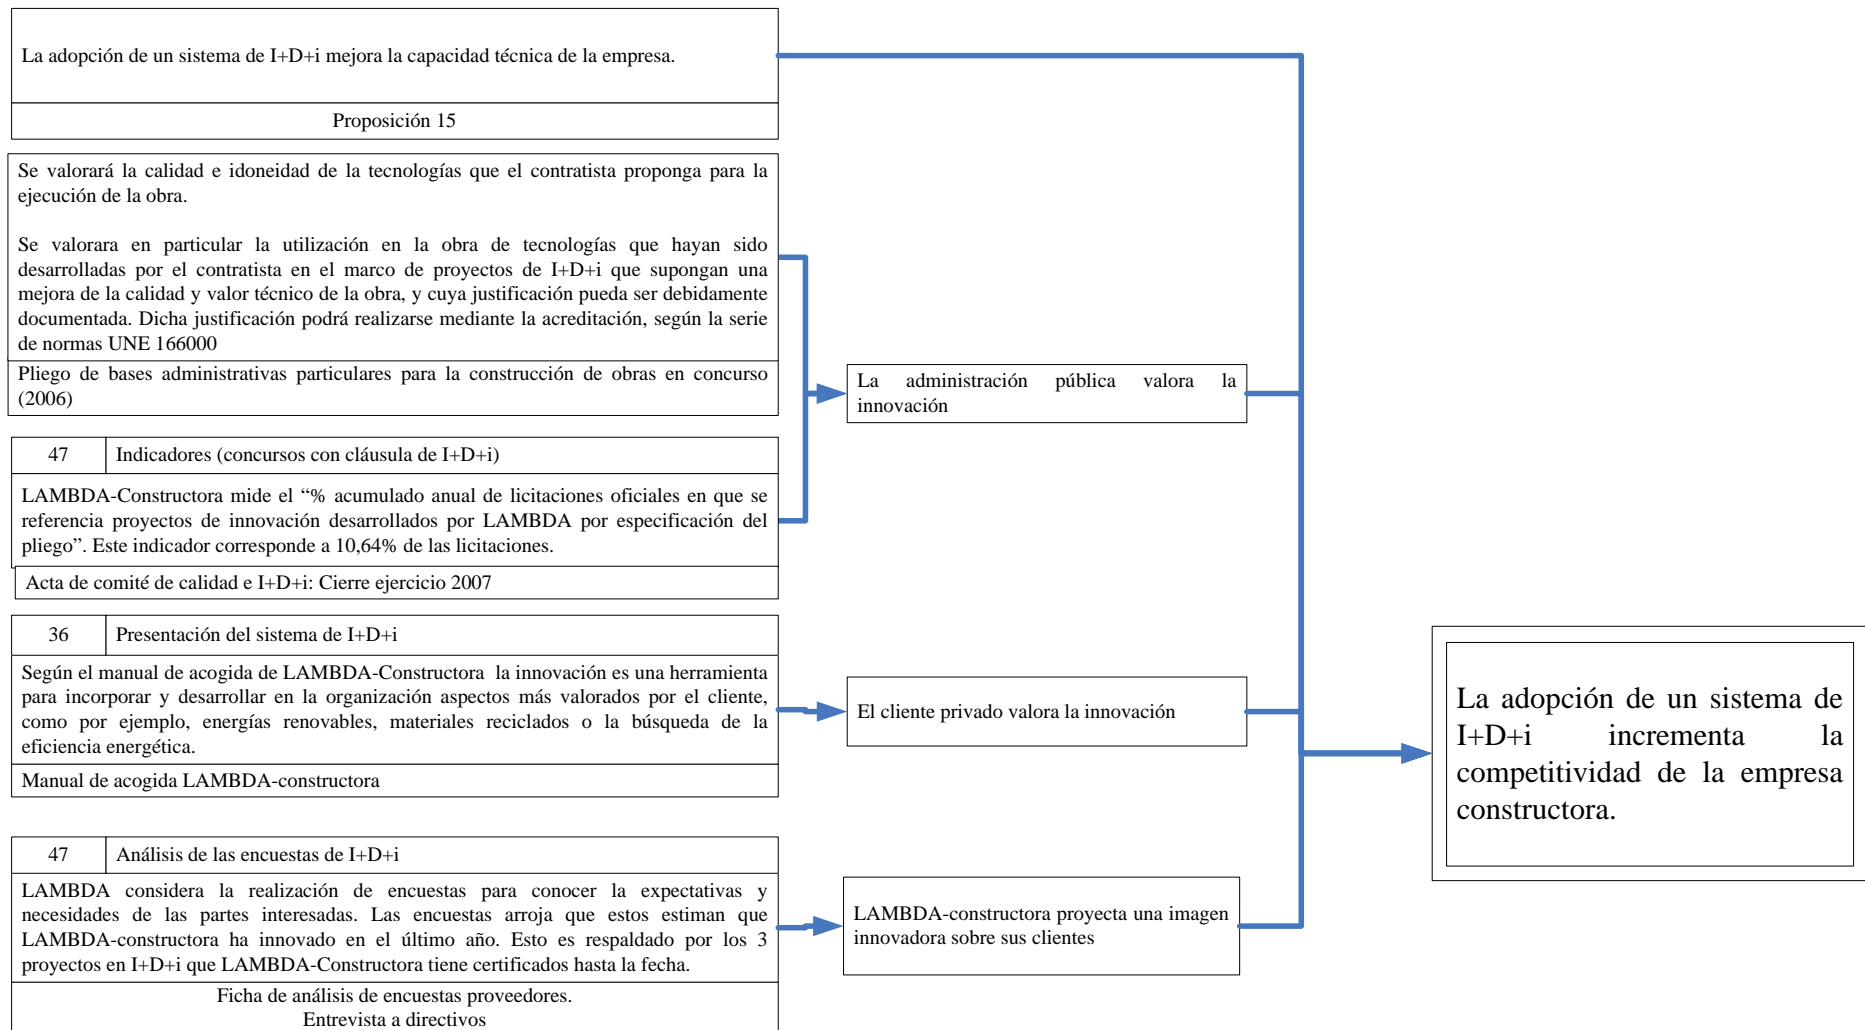 La adopción de un sistema de I+D+i mejora la capacidad técnica de la empresa.
Proposición 15
Se valorará la calidad e idoneidad de la tecnologías que el contratista proponga para la
ejecución de la obra.
Se valorara en particular la utilización en la obra de tecnologías que hayan sido
desarrolladas por el contratista en el marco de proyectos de I+D+i que supongan una
mejora de la calidad y valor técnico de la obra, y cuya justificación pueda ser debidamente
documentada. Dicha justificación podrá realizarse mediante la acreditación, según la serie
de normas UNE 166000
Pliego de bases administrativas particulares para la construcción de obras en concurso
(2006)
47
Indicadores (concursos con cláusula de I+D+i)
LAMBDA-Constructora mide el “% acumulado anual de licitaciones oficiales en que se
referencia proyectos de innovación desarrollados por LAMBDA por especificación del
pliego”. Este indicador corresponde a 10,64% de las licitaciones.
Acta de comité de calidad e I+D+i: Cierre ejercicio 2007
36
Presentación del sistema de I+D+i
Según el manual de acogida de LAMBDA-Constructora la innovación es una herramienta
para incorporar y desarrollar en la organización aspectos más valorados por el cliente,
como por ejemplo, energías renovables, materiales reciclados o la búsqueda de la
eficiencia energética.
Manual de acogida LAMBDA-constructora
47
Análisis de las encuestas de I+D+i
LAMBDA considera la realización de encuestas para conocer la expectativas y
necesidades de las partes interesadas. Las encuestas arroja que estos estiman que
LAMBDA-constructora ha innovado en el último año. Esto es respaldado por los 3
proyectos en I+D+i que LAMBDA-Constructora tiene certificados hasta la fecha.
Ficha de análisis de encuestas proveedores.
Entrevista a directivos
La administración pública valora la
innovación
El cliente privado valora la innovación
LAMBDA-constructora proyecta una imagen
innovadora sobre sus clientes
La adopción de un sistema de
I+D+i incrementa la
competitividad de la empresa
constructora.